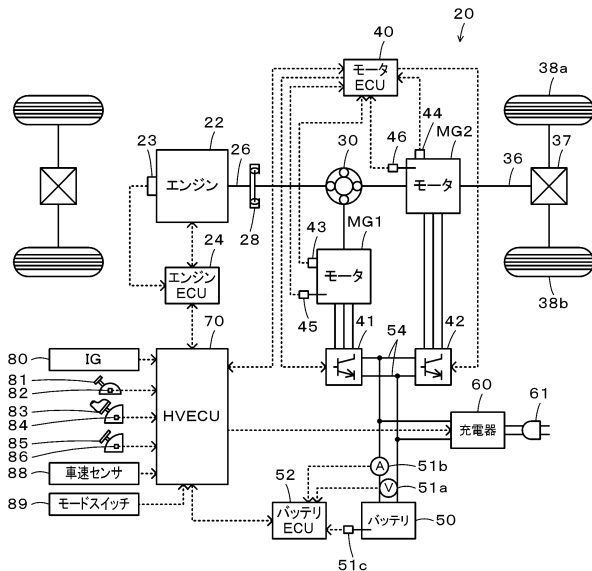 20
40
モータ
ECU
38a
44
MG2
46
22
23
26
30
37
エンジン
モータ
36
28
24
43
MG1
エンジン
ECU
モータ
38b
45
70
41
54
42
80
IG
81
82
83
84
HVECU
60
61
充電器
85
86
88
車速センサ
A
51b
52
V
51a
89
モードスイッチ
バッテリ
ECU
バッテリ
50
51c